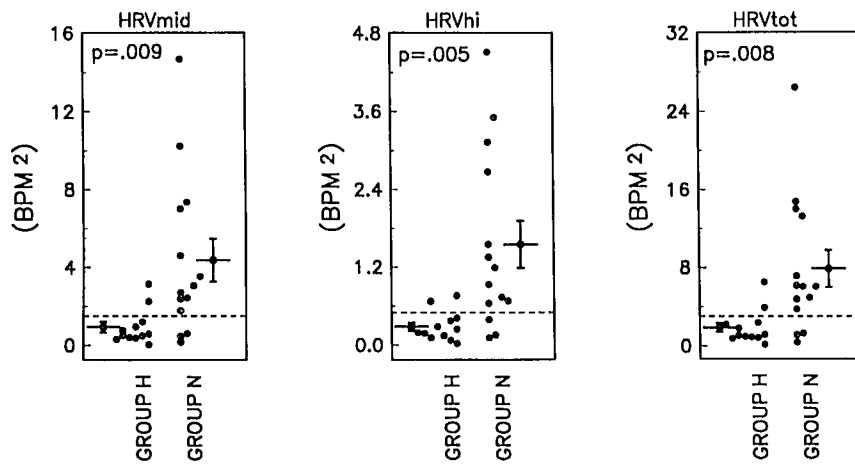 HRVmid
p=.009
16
12
8
4
0
(BPM 2)
GROUP H
GROUP N
HRVhi
p=.005
4.8
3.6
2.4
1.2
0.0
(BPM 2)
GROUP H
GROUP N
HRVtot
p=.008
32
24
16
8
0
(BPM 2)
GROUP H
GROUP N